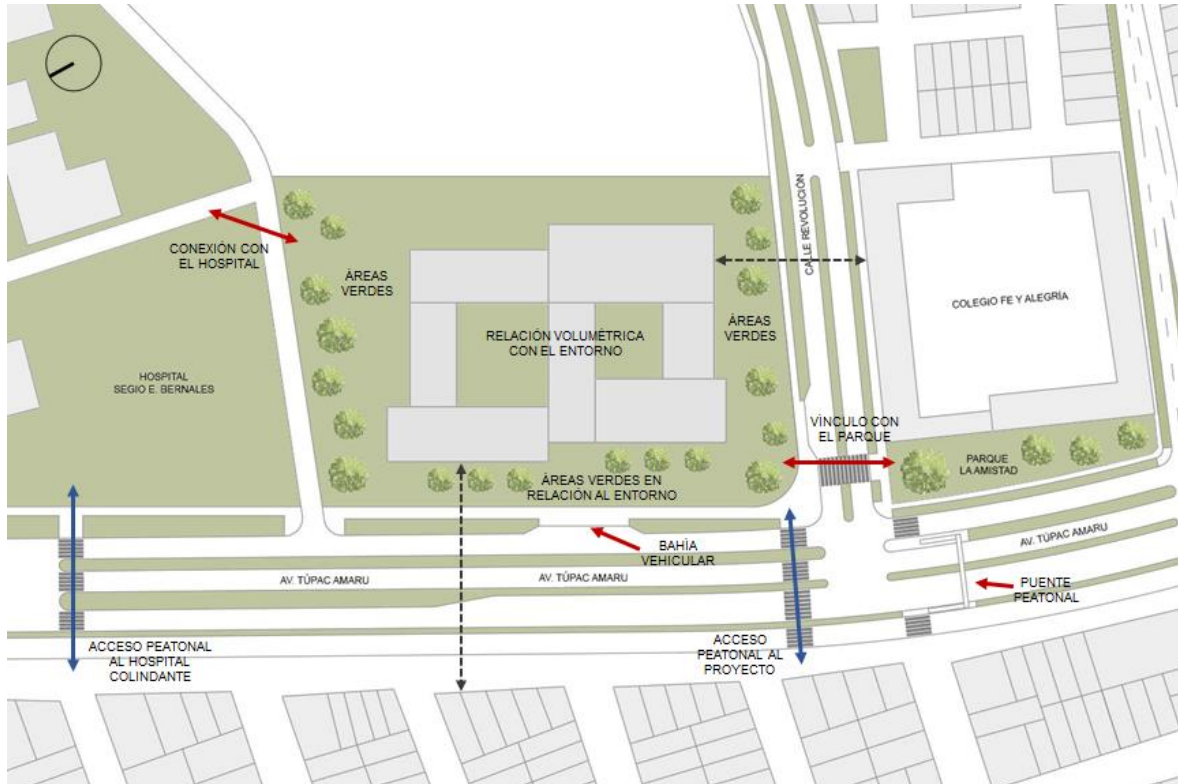 CALLE REVOLUCIÓN
CONEXIÓN CON
EL HOSPITAL
ÁREAS
VERDES
COLEGIO FE Y ALEGRÍA
RELACIÓN VOLUMÉTRICA
CON EL ENTORNO
ÁREAS
VERDES
HOSPITAL
SEGIO E. BERNALES
VÍNCULO CON
EL PARQUE
PARQUE
LA AMISTAD
ÁREAS VERDES EN
RELACIÓN AL ENTORNO
AV. TÚPAC AMARU
BAHÍA
VEHICULAR
AV. TÚPAC AMARU
AV. TÚPAC AMARU
PUENTE
PEATONAL
ACCESO PEATONAL
AL HOSPITAL
COLINDANTE
ACCESO
PEATONAL AL
PROYECTO